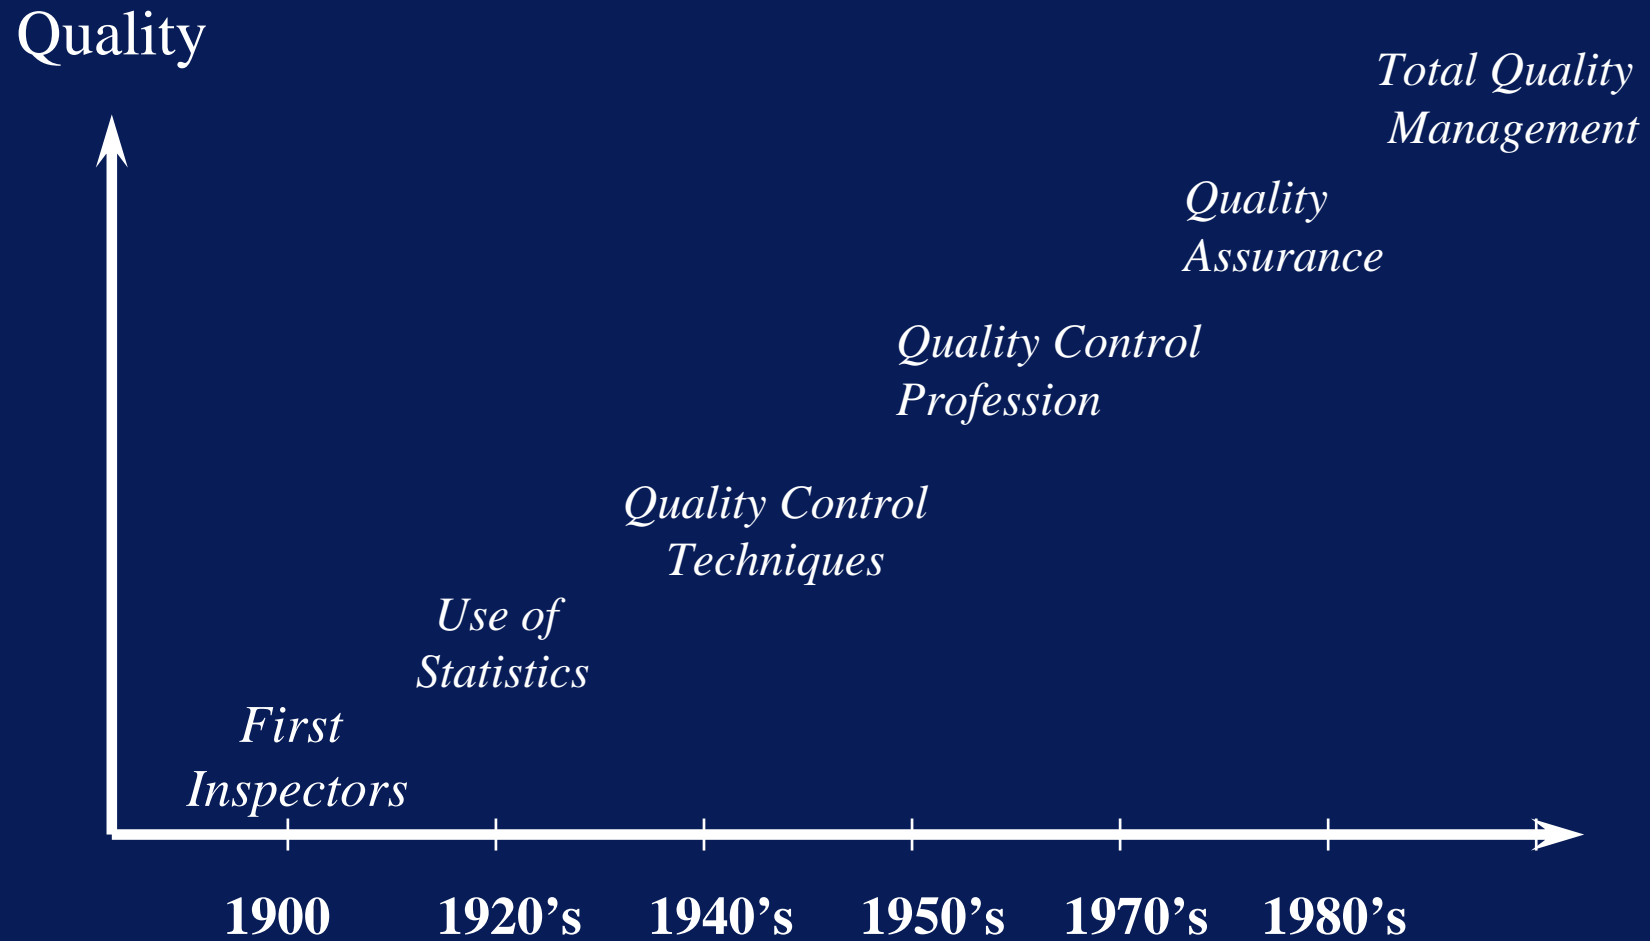 Quality
Total Quality
Management
Quality
Assurance
Quality Control
Profession
Quality Control
Techniques
Use of
Statistics
First
Inspectors
1900 1920’s 1940’s 1950’s 1970’s 1980’s